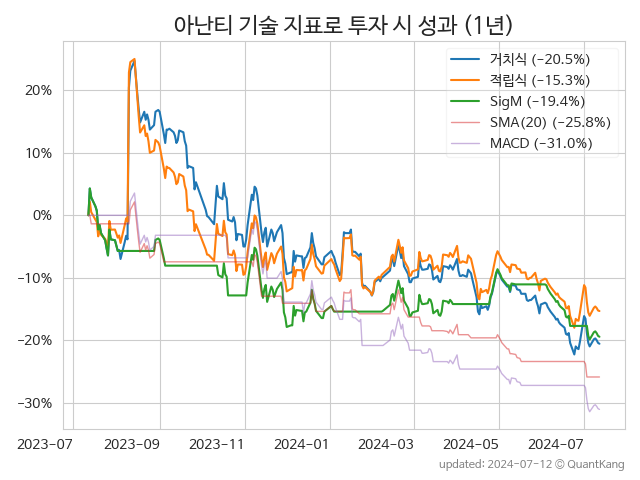 아난티 기술 지표로 투자 시 성과 (1년)
거치식 (−20.5%)
적립식 (−15.3%)
SigM (−19.4%)
SMA(20) (−25.8%)
MACD (−31.0%)
20%
10%
0%
−10%
−20%
−30%
2023-07 2023-09 2023-11 2024-01 2024-03 2024-05 2024-07
updated: 2024-07-12 © QuantKang